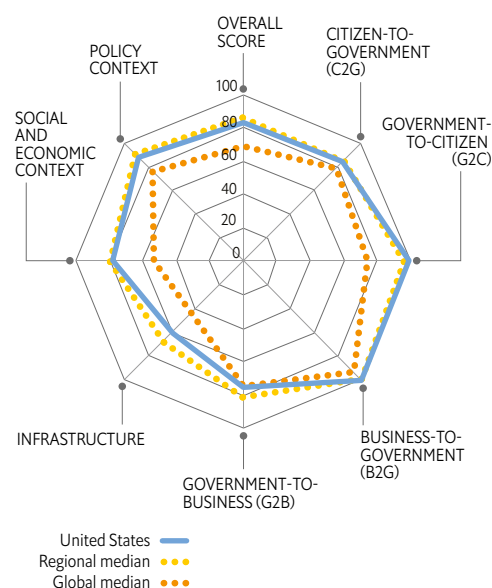 OVERALL
SCORE
CITIZEN-TO-
GOVERNMENT
(C2G)
POLICY
CONTEXT
100
SOCIAL
AND
ECONOMIC
CONTEXT
GOVERNMENT-
TO-CITIZEN
(G2C)
80
60
40
20
0
INFRASTRUCTURE
BUSINESS-TO-
GOVERNMENT
(B2G)
GOVERNMENT-TO-
BUSINESS (G2B)
United States
Regional median
Global median